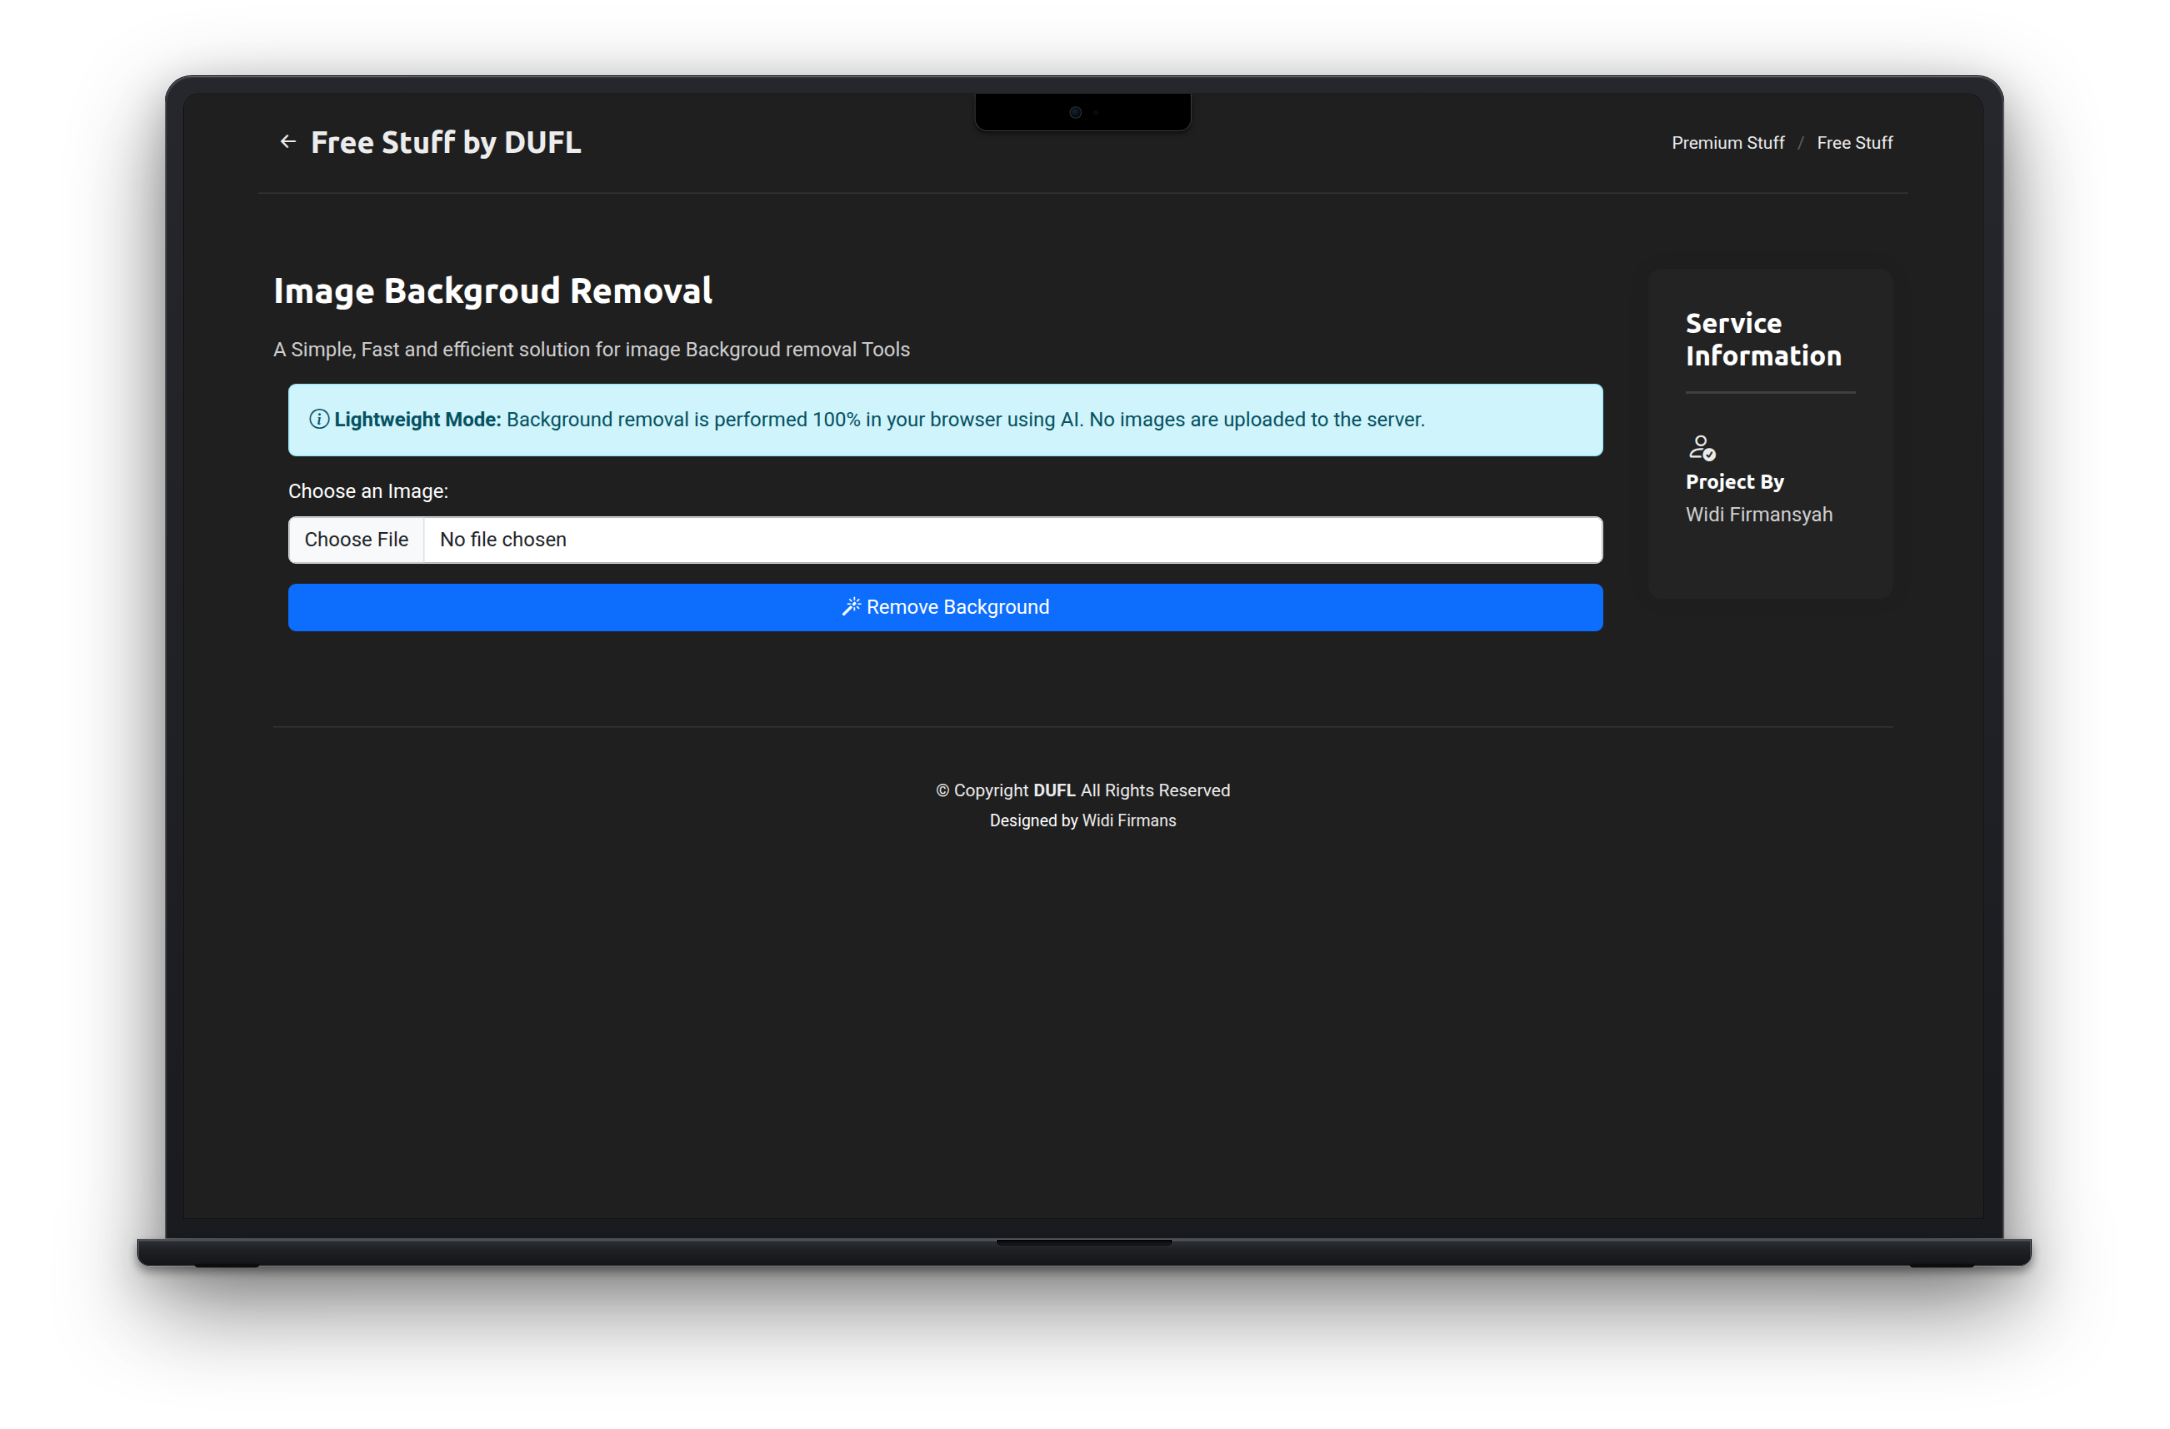 Free Stuff by DUFL
Premium Stuff / Free Stuff
Image Backgroud Removal
A Simple, Fast and efficient solution for image Backgroud removal Tools
Lightweight Mode: Background removal is performed 100% in your browser using AI. No images are uploaded to the server.
Choose an Image:
Choose File No file chosen
Remove Background
Service
Information
Project By
Widi Firmansyah
© Copyright DUFL All Rights Reserved
Designed by Widi Firmans